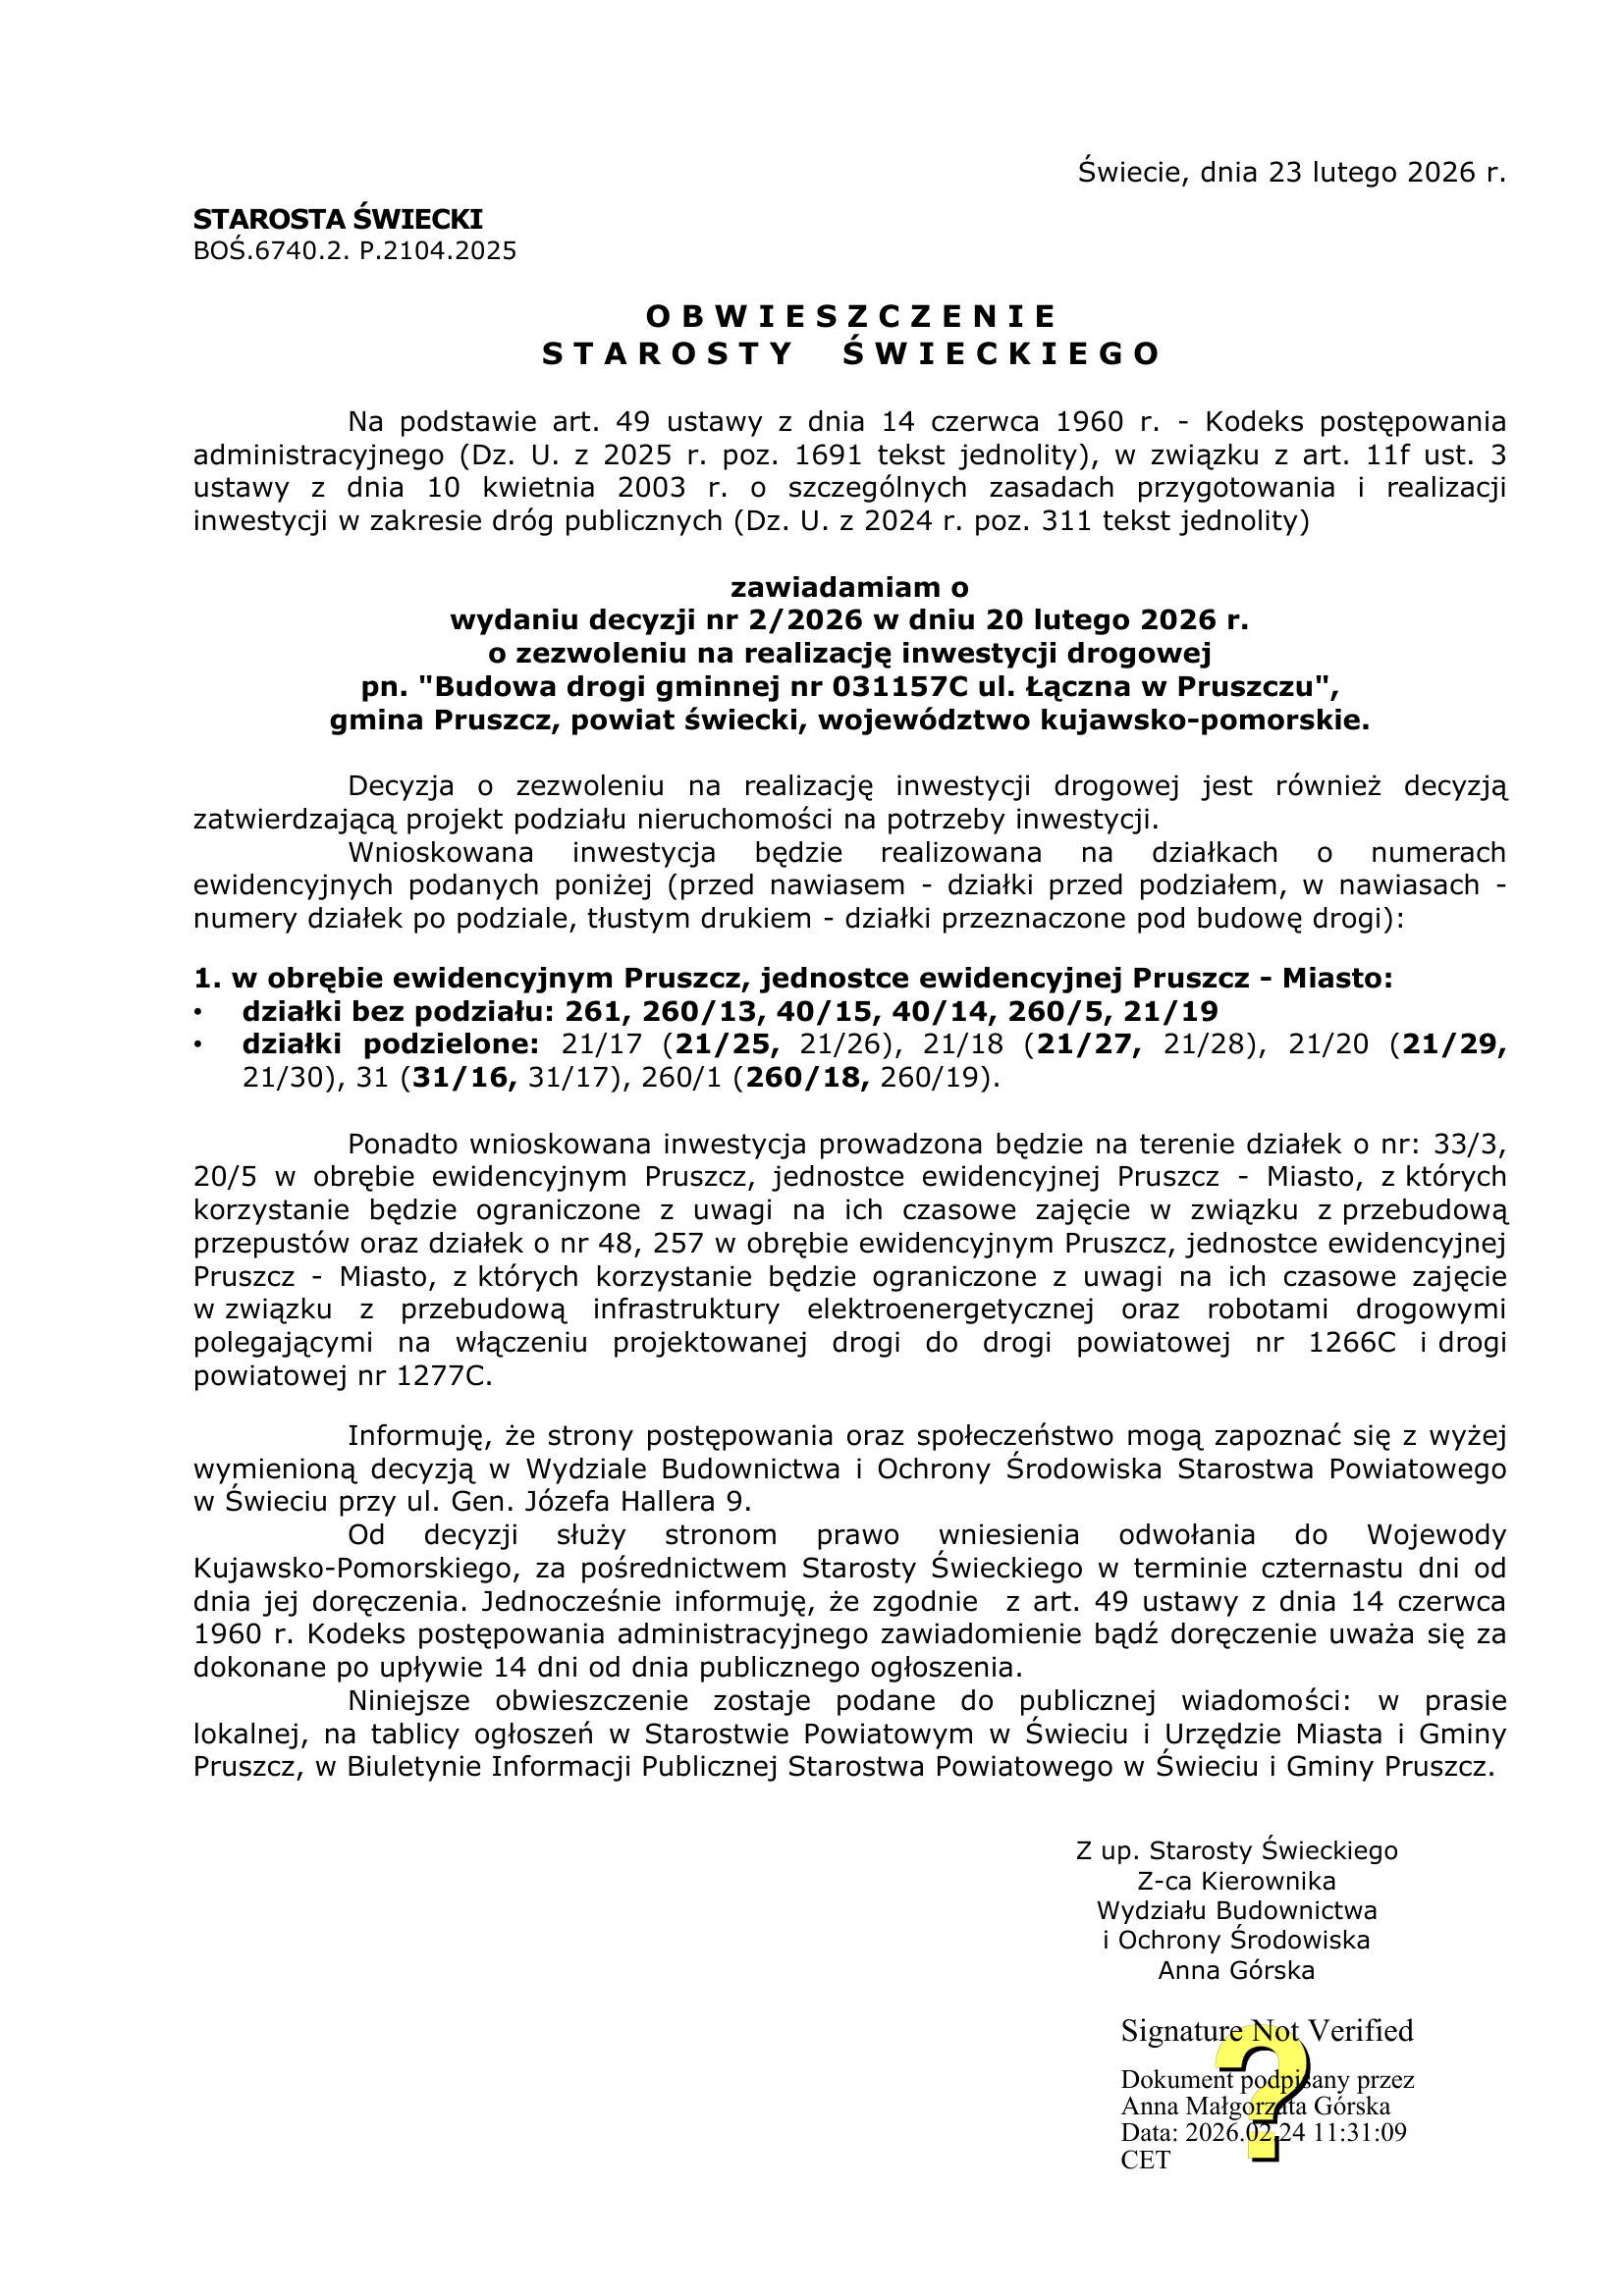 Świecie, dnia 23 lutego 2026 r.
STAROSTA ŚWIECKI
BOŚ.6740.2. P.2104.2025
O B W I E S Z C Z E N I E
S T A R O S T Y Ś W I E C K I E G O
Na podstawie art. 49 ustawy z dnia 14 czerwca 1960 r. - Kodeks postępowania
administracyjnego (Dz. U. z 2025 r. poz. 1691 tekst jednolity), w związku z art. 11f ust. 3
ustawy z dnia 10 kwietnia 2003 r. o szczególnych zasadach przygotowania i realizacji
inwestycji w zakresie dróg publicznych (Dz. U. z 2024 r. poz. 311 tekst jednolity)
zawiadamiam o
wydaniu decyzji nr 2/2026 w dniu 20 lutego 2026 r.
o zezwoleniu na realizację inwestycji drogowej
pn. "Budowa drogi gminnej nr 031157C ul. Łączna w Pruszczu",
gmina Pruszcz, powiat świecki, województwo kujawsko-pomorskie.
Decyzja o zezwoleniu na realizację inwestycji drogowej jest również decyzją
zatwierdzającą projekt podziału nieruchomości na potrzeby inwestycji.
Wnioskowana inwestycja będzie realizowana na działkach o numerach
ewidencyjnych podanych poniżej (przed nawiasem - działki przed podziałem, w nawiasach -
numery działek po podziale, tłustym drukiem - działki przeznaczone pod budowę drogi):
1. w obrębie ewidencyjnym Pruszcz, jednostce ewidencyjnej Pruszcz - Miasto:
• działki bez podziału: 261, 260/13, 40/15, 40/14, 260/5, 21/19
• działki podzielone: 21/17 (21/25, 21/26), 21/18 (21/27, 21/28), 21/20 (21/29,
21/30), 31 (31/16, 31/17), 260/1 (260/18, 260/19).
Ponadto wnioskowana inwestycja prowadzona będzie na terenie działek o nr: 33/3,
20/5 w obrębie ewidencyjnym Pruszcz, jednostce ewidencyjnej Pruszcz - Miasto, z których
korzystanie będzie ograniczone z uwagi na ich czasowe zajęcie w związku z przebudową
przepustów oraz działek o nr 48, 257 w obrębie ewidencyjnym Pruszcz, jednostce ewidencyjnej
Pruszcz - Miasto, z których korzystanie będzie ograniczone z uwagi na ich czasowe zajęcie
w związku z przebudową infrastruktury elektroenergetycznej oraz robotami drogowymi
polegającymi na włączeniu projektowanej drogi do drogi powiatowej nr 1266C i drogi
powiatowej nr 1277C.
Informuję, że strony postępowania oraz społeczeństwo mogą zapoznać się z wyżej
wymienioną decyzją w Wydziale Budownictwa i Ochrony Środowiska Starostwa Powiatowego
w Świeciu przy ul. Gen. Józefa Hallera 9.
Od decyzji służy stronom prawo wniesienia odwołania do Wojewody
Kujawsko-Pomorskiego, za pośrednictwem Starosty Świeckiego w terminie czternastu dni od
dnia jej doręczenia. Jednocześnie informuję, że zgodnie z art. 49 ustawy z dnia 14 czerwca
1960 r. Kodeks postępowania administracyjnego zawiadomienie bądź doręczenie uważa się za
dokonane po upływie 14 dni od dnia publicznego ogłoszenia.
Niniejsze obwieszczenie zostaje podane do publicznej wiadomości: w prasie
lokalnej, na tablicy ogłoszeń w Starostwie Powiatowym w Świeciu i Urzędzie Miasta i Gminy
Pruszcz, w Biuletynie Informacji Publicznej Starostwa Powiatowego w Świeciu i Gminy Pruszcz.
Z up. Starosty Świeckiego
Z-ca Kierownika
Wydziału Budownictwa
i Ochrony Środowiska
Anna Górska
Signature Not Verified
Dokument podpisany przez
Anna Małgorzata Górska
Data: 2026.02.24 11:31:09
CET